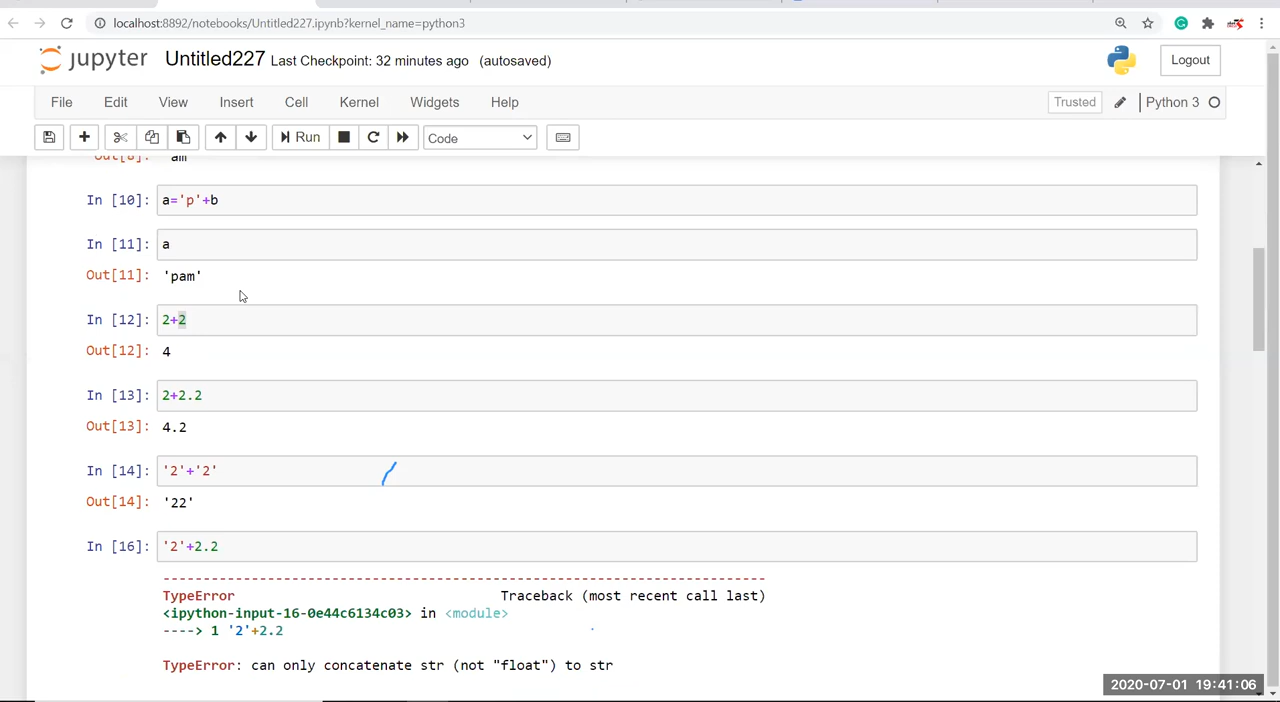 localhost:8892/notebooks/Untitled227.ipynb?kernel_name=python3
jupyter Untitled227 Last Checkpoint: 32 minutes ago (autosaved)
Logout
File Edit View Insert Cell Kernel Widgets Help
Trusted Python 3
Run Code
Out[8]: 'am'
In [10]: a='p'+b
In [11]: a
Out[11]: 'pam'
In [12]: 2+2
Out[12]: 4
In [13]: 2+2.2
Out[13]: 4.2
In [14]: '2'+'2'
Out[14]: '22'
In [16]: '2'+2.2
---------------------------------------------------------------------------
TypeError Traceback (most recent call last)
<ipython-input-16-0e44c6134c03> in <module>
----> 1 '2'+2.2
TypeError: can only concatenate str (not "float") to str
2020-07-01 19:41:06